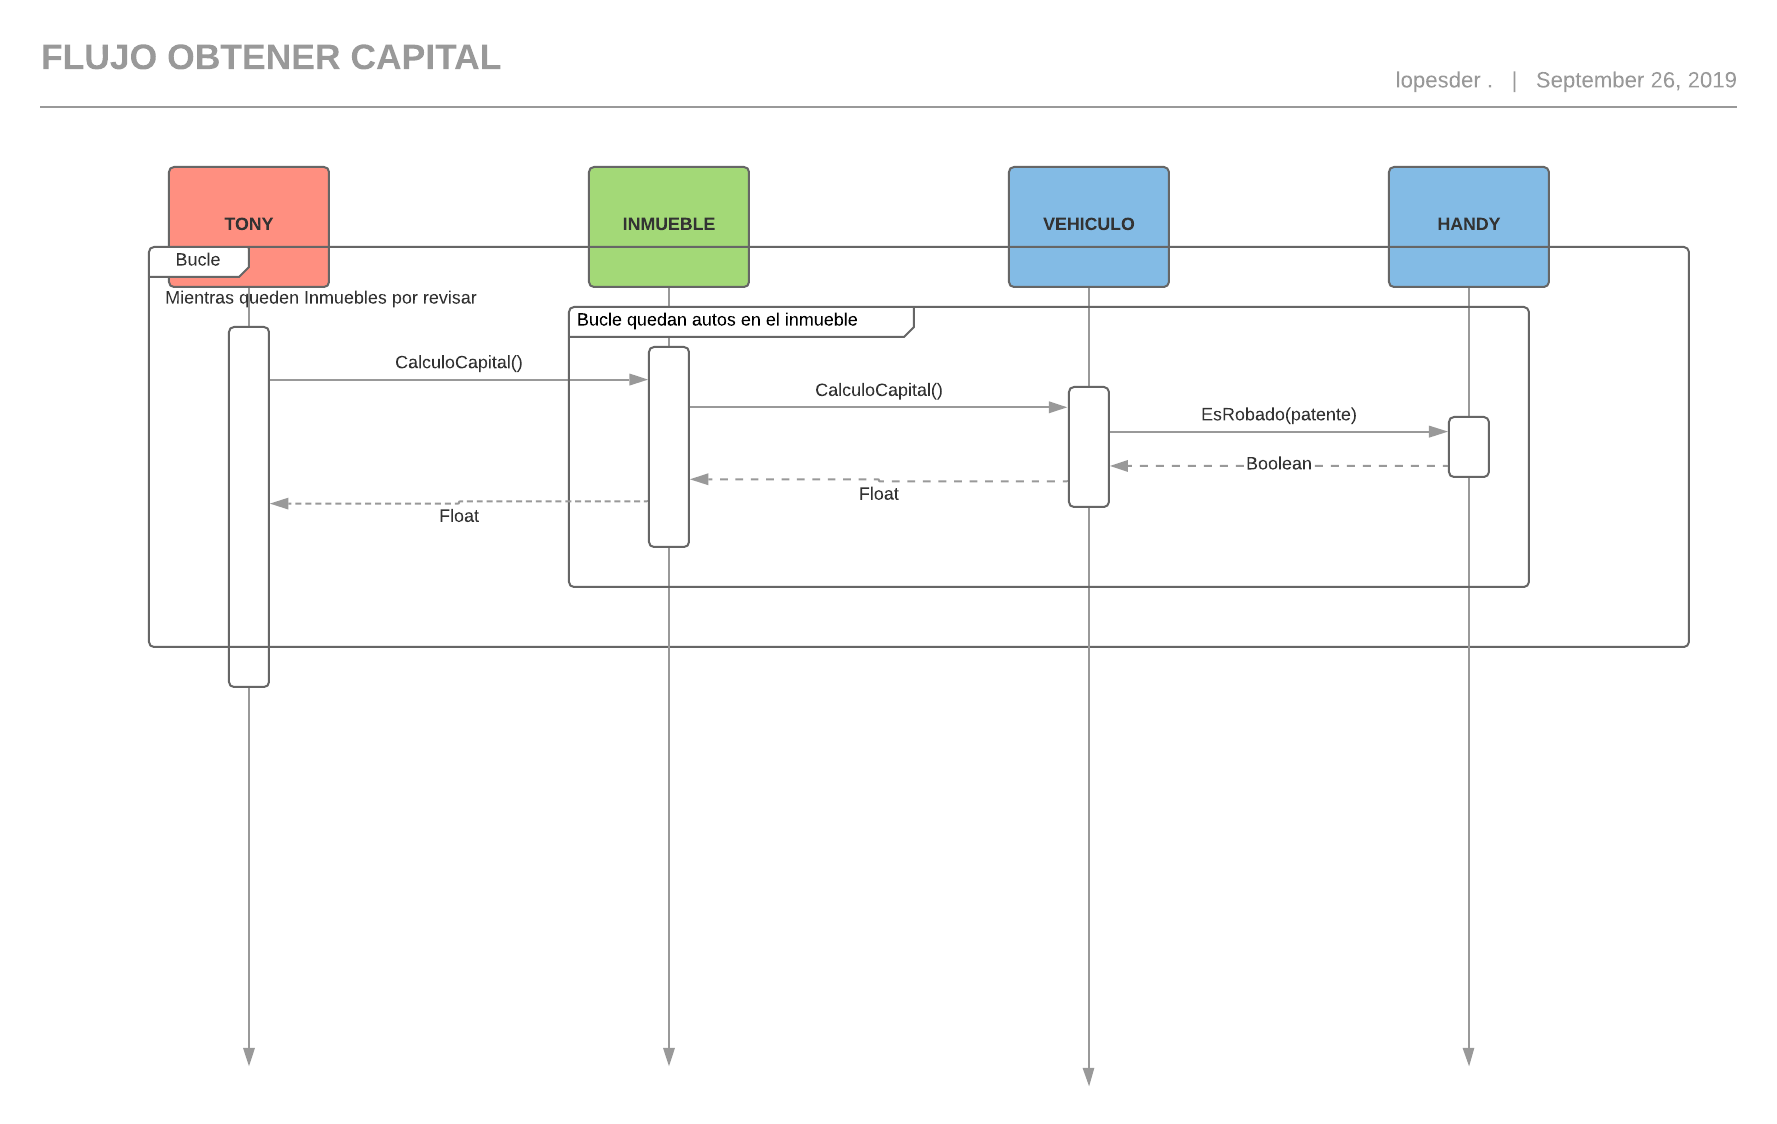 FLUJO OBTENER CAPITAL
lopesder . | September 26, 2019
TONY
INMUEBLE
VEHICULO
HANDY
Bucle
Mientras queden Inmuebles por revisar
Bucle quedan autos en el inmueble
CalculoCapital()
CalculoCapital()
EsRobado(patente)
Boolean
Float
Float